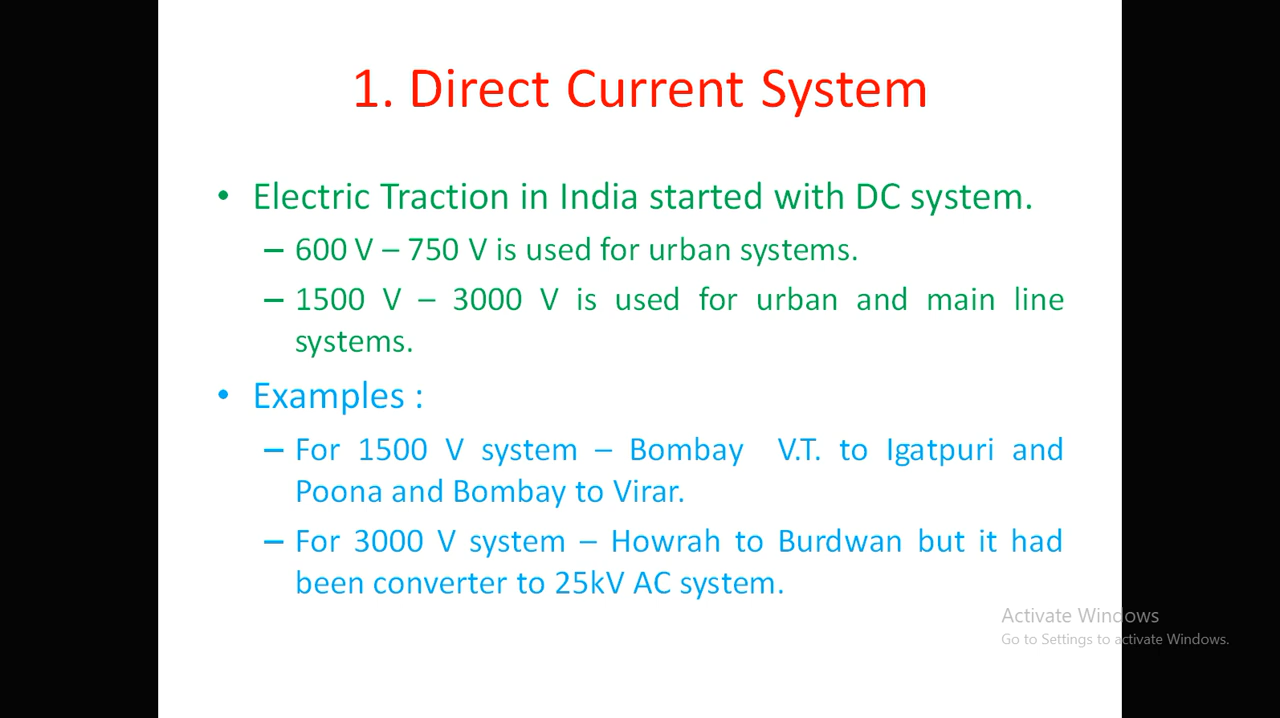 1. Direct Current System
• Electric Traction in India started with DC system.
– 600 V – 750 V is used for urban systems.
– 1500 V – 3000 V is used for urban and main line
systems.
• Examples :
– For 1500 V system – Bombay V.T. to Igatpuri and
Poona and Bombay to Virar.
– For 3000 V system – Howrah to Burdwan but it had
been converter to 25kV AC system.
Activate Windows
Go to Settings to activate Windows.